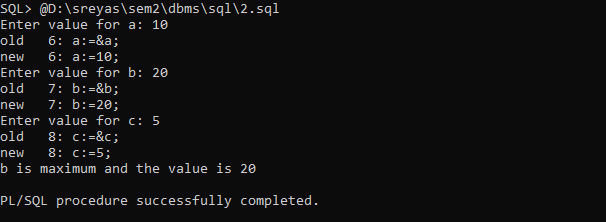 SQL> @D:\sreyas\sem2\dbms\sql\2.sql
Enter value for a: 10
old   6: a:=&a;
new   6: a:=10;
Enter value for b: 20
old   7: b:=&b;
new   7: b:=20;
Enter value for c: 5
old   8: c:=&c;
new   8: c:=5;
b is maximum and the value is 20
PL/SQL procedure successfully completed.